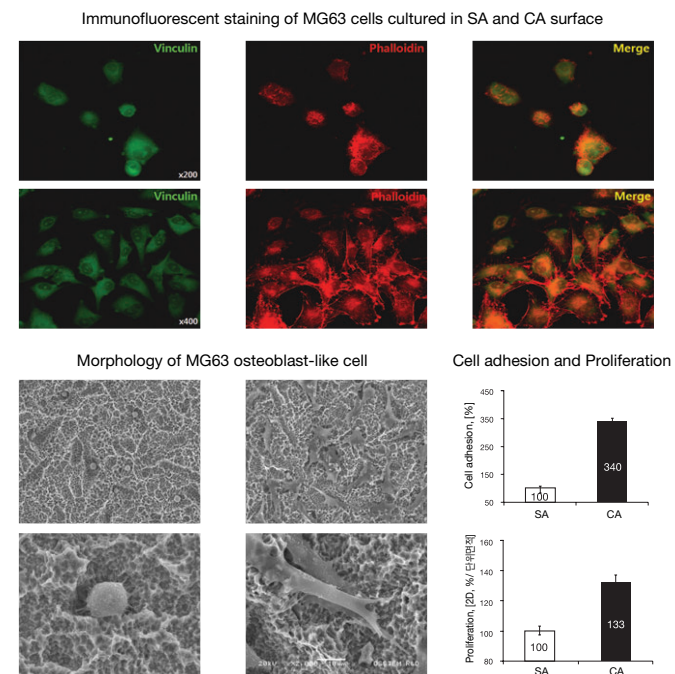 Immunofluorescent staining of MG63 cells cultured in SA and CA surface
Vinculin
Phalloidin
Merge
x200
Vinculin
Phalloidin
Merge
x400
Morphology of MG63 osteoblast-like cell
Cell adhesion and Proliferation
Cell adhesion, [%]
450
350
250
150
50
100
340
SA
CA
Proliferation, [2D, %/ 단위면적]
160
140
120
100
80
100
133
SA
CA